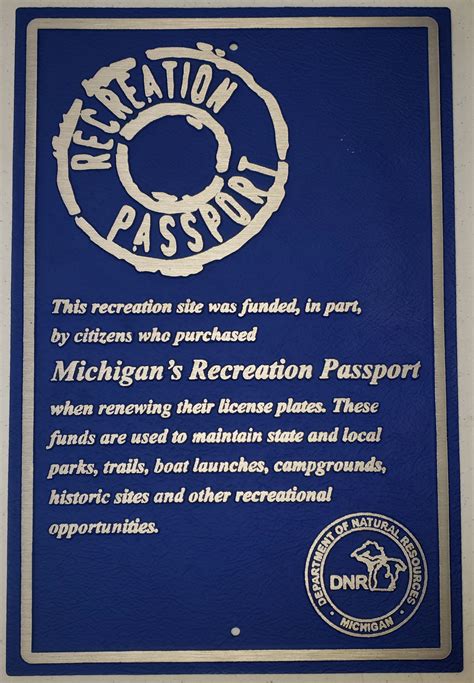 RECREATION
PASSPORT
This recreation site was funded, in part,
by citizens who purchased
Michigan's Recreation Passport
when renewing their license plates. These
funds are used to maintain state and local
parks, trails, boat launches, campgrounds,
historic sites and other recreational
opportunities.
DEPARTMENT OF NATURAL RESOURCES
DNR
• MICHIGAN •